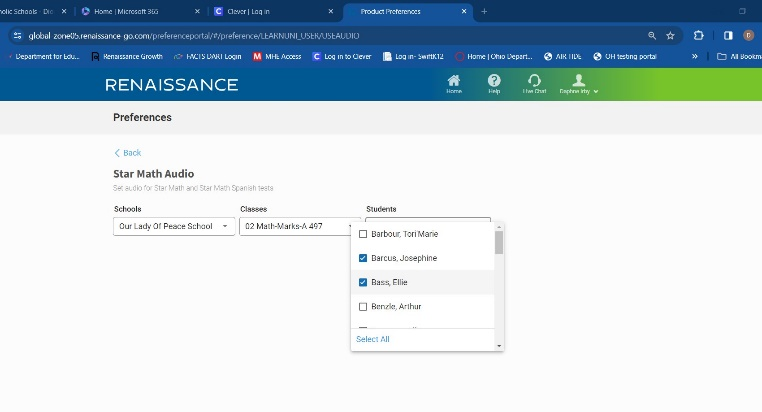 olic Schools - Di
Home | Microsoft 365
Clever | Log in
Product Preferences
global zone05.renaissance go.com/preferenceportal/#/preference/LEARNUNI_USER/USEAUDIO
Department for Edu...
Renaissance Growth
FACTS DART Login
MHE Access
Log in to Clever
Log in- SwiftK12
Home | Ohio Depart...
AIR TIDE
OH testing portal
»
All Bookm
RENAISSANCE
Home
Help
Live Chat
Daphne Irby
Preferences
Back
Star Math Audio
Set audio for Star Math and Star Math Spanish tests
Schools
Classes
Students
Our Lady Of Peace School
02 Math-Marks-A 497
Barbour, Tori Marie
Barcus, Josephine
Bass, Ellie
Benzle, Arthur
Select All